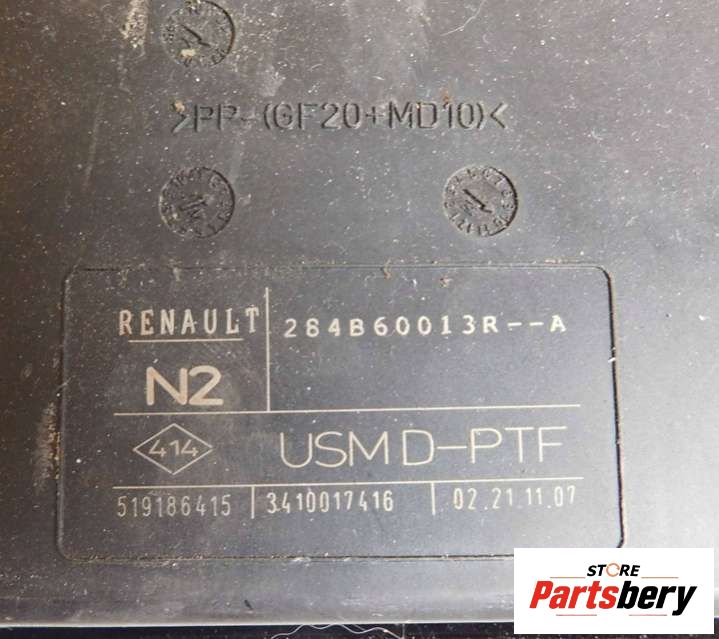 >PP-(GF20+MD10)<
RENAULT
284B60013R--A
N2
414
USM D-PTF
519186415
3410017416
02.21.11.07
STORE
Partsbery